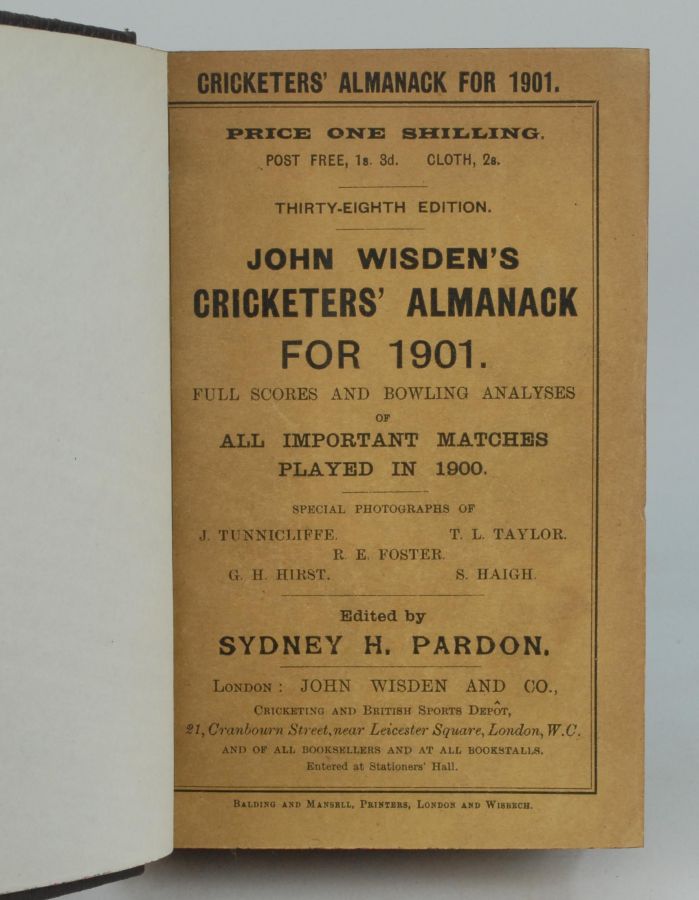 CRICKETERS' ALMANACK FOR 1901.
PRICE ONE SHILLING.
POST FREE, 1s. 3d. CLOTH, 2s.
THIRTY-EIGHTH EDITION.
JOHN WISDEN'S
CRICKETERS' ALMANACK
FOR 1901.
FULL SCORES AND BOWLING ANALYSES
OF
ALL IMPORTANT MATCHES
PLAYED IN 1900.
SPECIAL PHOTOGRAPHS OF
J. TUNNICLIFFE. T. L. TAYLOR.
R. E. FOSTER.
G. H. HIRST. S. HAIGH.
Edited by
SYDNEY H. PARDON.
LONDON: JOHN WISDEN AND CO.,
CRICKETING AND BRITISH SPORTS DEPÔT,
21, Cranbourn Street, near Leicester Square, London, W.C.
AND OF ALL BOOKSELLERS AND AT ALL BOOKSTALLS.
Entered at Stationers' Hall.
BALDING AND MANSELL, PRINTERS, LONDON AND WISBECH.